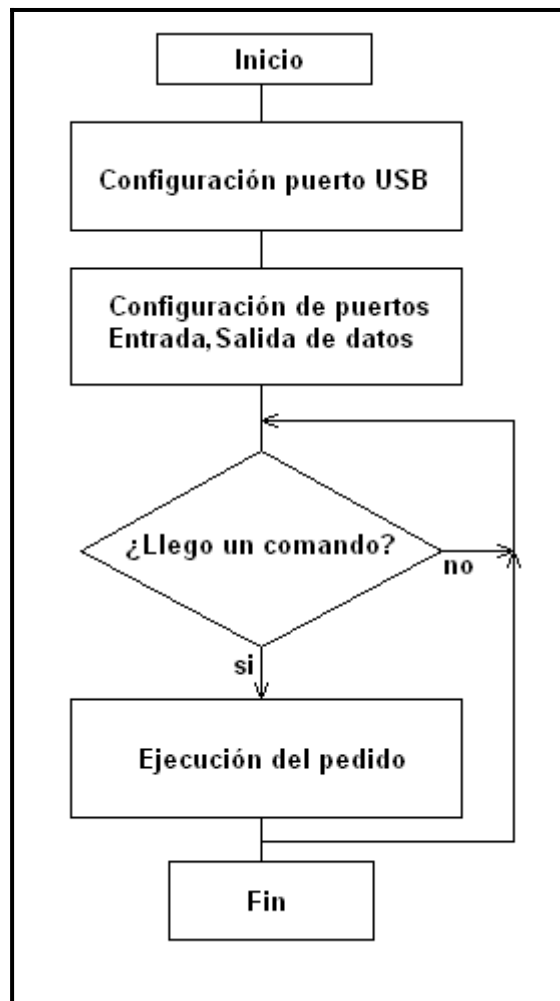 Inicio
Configuración puerto USB
Configuración de puertos
Entrada, Salida de datos
¿Llego un comando?
no
si
Ejecución del pedido
Fin